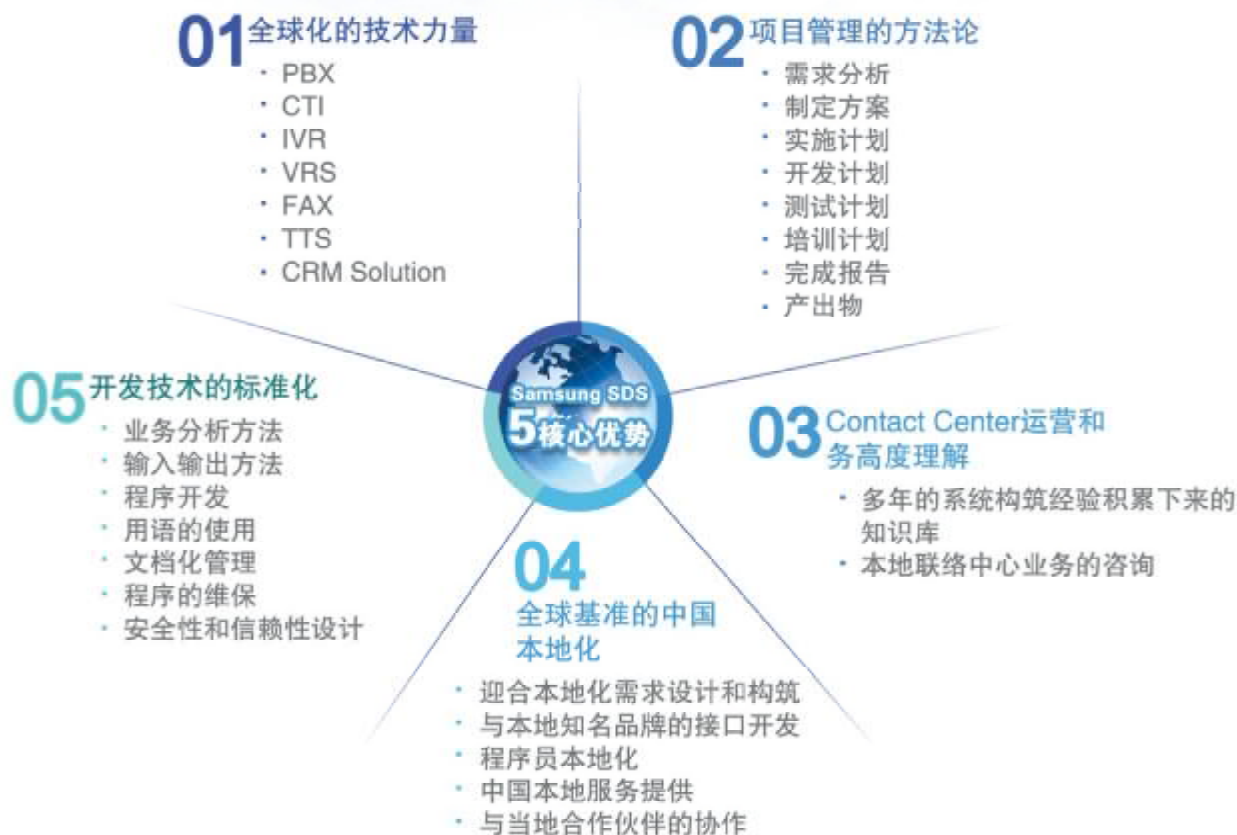 01 全球化的技术力量
· PBX
· CTI
· IVR
· VRS
· FAX
· TTS
· CRM Solution
02 项目管理的方法论
· 需求分析
· 制定方案
· 实施计划
· 开发计划
· 测试计划
· 培训计划
· 完成报告
· 产出物
Samsung SDS
5核心优势
03 Contact Center运营和
务高度理解
· 多年的系统构筑经验积累下来的
知识库
· 本地联络中心业务的咨询
04
全球基准的中国
本地化
· 迎合本地化需求设计和构筑
· 与本地知名品牌的接口开发
· 程序员本地化
· 中国本地服务提供
· 与当地合作伙伴的协作
05 开发技术的标准化
· 业务分析方法
· 输入输出方法
· 程序开发
· 用语的使用
· 文档化管理
· 程序的维保
· 安全性和信赖性设计